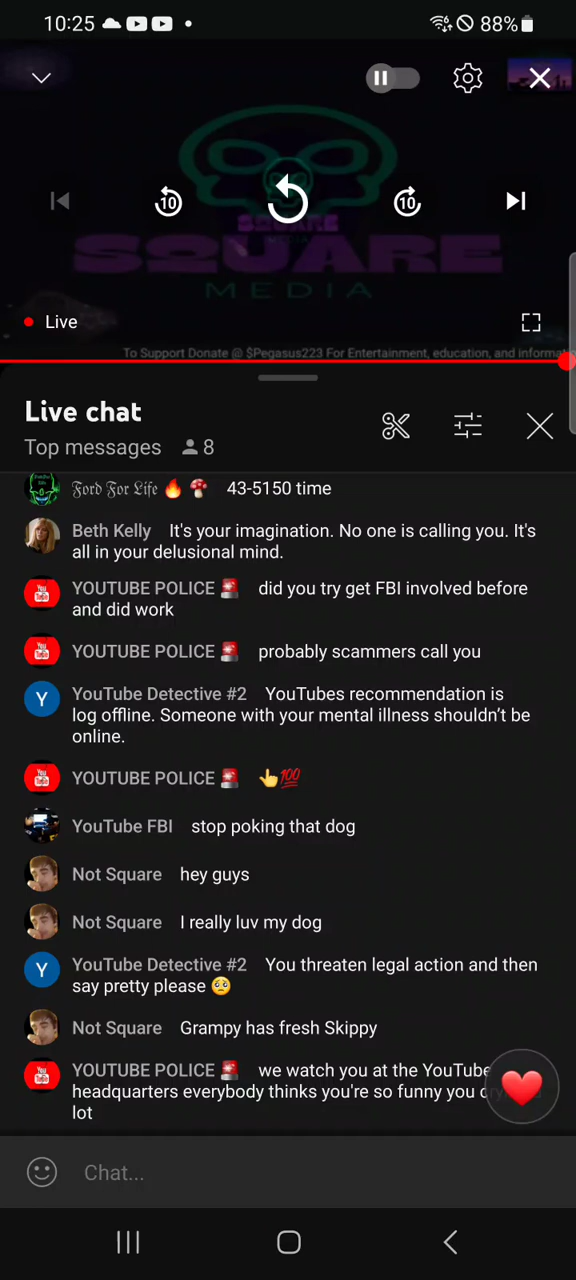 10:25 88%
SQUARE
SQUARE
MEDIA
10 10
Live
To Support Donate @ $Pegasus223 For Entertainment, education, and informat
Live chat
Top messages 8
𝔉𝔬𝔯𝔡 𝔉𝔬𝔯 𝔏𝔦𝔣𝔢 🔥 🍄 43-5150 time
Beth Kelly It's your imagination. No one is calling you. It's
all in your delusional mind.
YOUTUBE POLICE 🚨 did you try get FBI involved before
and did work
YOUTUBE POLICE 🚨 probably scammers call you
Y YouTube Detective #2 YouTubes recommendation is
log offline. Someone with your mental illness shouldn't be
online.
YOUTUBE POLICE 🚨 👆💯
YouTube FBI stop poking that dog
Not Square hey guys
Not Square I really luv my dog
Y YouTube Detective #2 You threaten legal action and then
say pretty please 🥺
Not Square Grampy has fresh Skippy
YOUTUBE POLICE 🚨 we watch you at the YouTube
headquarters everybody thinks you're so funny you
lot
Chat...